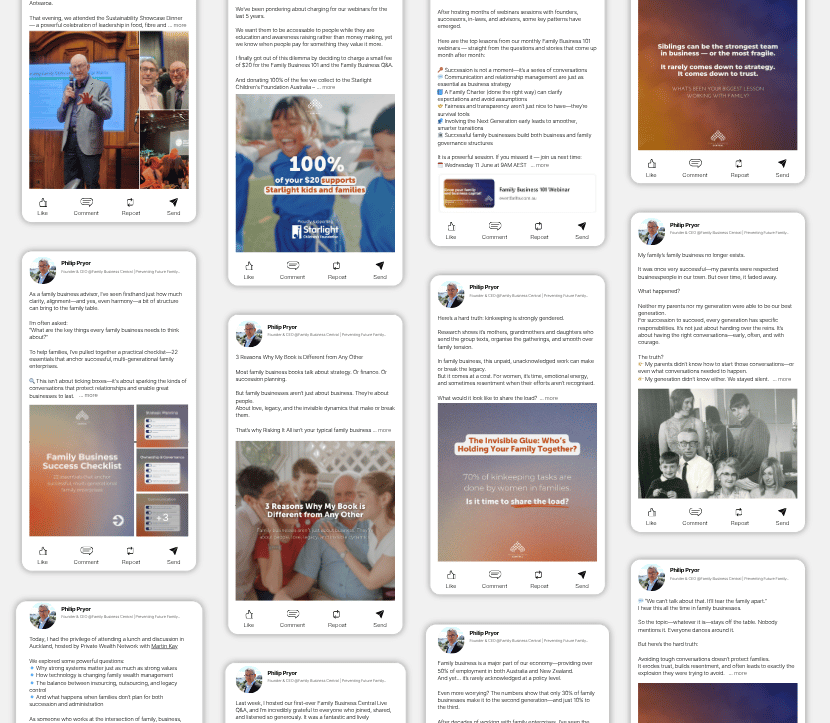 Aotearoa.
That evening, we attended the Sustainability Showcase Dinner
— a powerful celebration of leadership in food, fibre and ... more
Like Comment Repost Send
Philip Pryor
Founder & CEO @Family Business Central | Preventing Future Family...
As a family business advisor, I've seen firsthand just how much
clarity, alignment—and yes, even harmony—a bit of structure
can bring to the family table.
I'm often asked:
"What are the key things every family business needs to think
about?"
To help families, I've pulled together a practical checklist—22
essentials that anchor successful, multi-generational family
enterprises.
🔍 This isn't about ticking boxes—it's about sparking the kinds of
conversations that protect relationships and enable great
businesses to last. ... more
Family Business
Success Checklist
22 essentials that anchor
successful, multi-generational
family enterprises
Strategic Planning
+3
Like Comment Repost Send
Philip Pryor
Founder & CEO @Family Business Central | Preventing Future Family...
Today, I had the privilege of attending a lunch and discussion in
Auckland, hosted by Private Wealth Network with Martin Kay
We explored some powerful questions:
🔹 Why strong systems matter just as much as strong values
🔹 How technology is changing family wealth management
🔹 The balance between insourcing, outsourcing, and legacy
control
🔹 And what happens when families don't plan for both
succession and administration
As someone who works at the intersection of family, business,
We've been pondering about charging for our webinars for the
last 5 years.
We want them to be accessable to people while they are
education and awareness raising rather than money making, yet
we know when people pay for something they value it more.
I finally got out of this dilemma by deciding to charge a small fee
of $20 for the Family Business 101 and the Family Business Q&A.
And donating 100% of the fee we collect to the Starlight
Children's Foundation Australia – ... more
100%
of your $20 supports
Starlight kids and families
Proudly supporting
Starlight
Children's Foundation
Like Comment Repost Send
Philip Pryor
Founder & CEO @Family Business Central | Preventing Future Family...
3 Reasons Why My Book is Different from Any Other
Most family business books talk about strategy. Or finance. Or
succession planning.
But family businesses aren't just about business. They're about
people.
About love, legacy, and the invisible dynamics that make or break
them.
That's why Risking It All isn't your typical family business ... more
3 Reasons Why My Book is
Different from Any Other
Like Comment Repost Send
Philip Pryor
Founder & CEO @Family Business Central | Preventing Future Family...
Last week, I hosted our first-ever Family Business Central Live
Q&A, and I'm incredibly grateful to everyone who joined, shared,
and listened so generously. It was a fantastic and lively
After hosting months of webinars sessions with founders,
successors, in-laws, and advisors, some key patterns have
emerged.
Here are the top lessons from our monthly Family Business 101
webinars — straight from the questions and stories that come up
month after month:
Succession is not a moment—it's a series of conversations
Communication and relationship management are just as
essential as business strategy
A Family Charter (done the right way) can clarify
expectations and avoid assumptions
Fairness and transparency aren't just nice to have—they're
survival tools
Involving the Next Generation early leads to smoother,
smarter transitions
Successful family businesses build both business and family
governance structures
It is a powerful session. If you missed it — join us next time:
Wednesday 11 June at 9AM AEST ... more
Family Business 101 Webinar
eventbrite.com.au
Like Comment Repost Send
Philip Pryor
Founder & CEO @Family Business Central | Preventing Future Family...
Here's a hard truth: kinkeeping is strongly gendered.
Research shows it's mothers, grandmothers and daughters who
send the group texts, organise the gatherings, and smooth over
family tension.
In family business, this unpaid, unacknowledged work can make
or break the legacy.
But it comes at a cost. For women, it's time, emotional energy,
and sometimes resentment when their efforts aren't recognised.
What would it look like to share the load? ... more
The Invisible Glue: Who's
Holding Your Family Together?
70% of kinkeeping tasks are
done by women in families.
Is it time to share the load?
Like Comment Repost Send
Philip Pryor
Founder & CEO @Family Business Central | Preventing Future Family...
Family business is a major part of our economy—providing over
50% of employment in both Australia and New Zealand.
And yet... it's rarely acknowledged at a policy level.
Even more worrying? The numbers show that only 30% of family
businesses make it to the second generation—and just 10% to
the third.
After decades of working with family enterprises, I've seen the
Siblings can be the strongest team
in business — or the most fragile.
It rarely comes down to strategy.
It comes down to trust.
WHAT'S BEEN YOUR BIGGEST LESSON
WORKING WITH FAMILY?
Like Comment Repost Send
Philip Pryor
Founder & CEO @Family Business Central | Preventing Future Family...
My family's family business no longer exists.
It was once very successful—my parents were respected
businesspeople in our town. But over time, it faded away.
What happened?
Neither my parents nor my generation were able to be our best
generation.
For succession to succeed, every generation has specific
responsibilities. It's not just about handing over the reins. It's
about having the right conversations—early, often, and with
courage.
The truth?
👉 My parents didn't know how to start those conversations—or
even what conversations needed to happen.
👉 My generation didn't know either. We stayed silent. ... more
Like Comment Repost Send
Philip Pryor
Founder & CEO @Family Business Central | Preventing Future Family...
"We can't talk about that. It'll tear the family apart."
I hear this all the time in family businesses.
So the topic—whatever it is—stays off the table. Nobody
mentions it. Everyone dances around it.
But here's the hard truth:
Avoiding tough conversations doesn't protect families.
It erodes trust, builds resentment, and often leads to exactly the
explosion they were trying to avoid. ... more